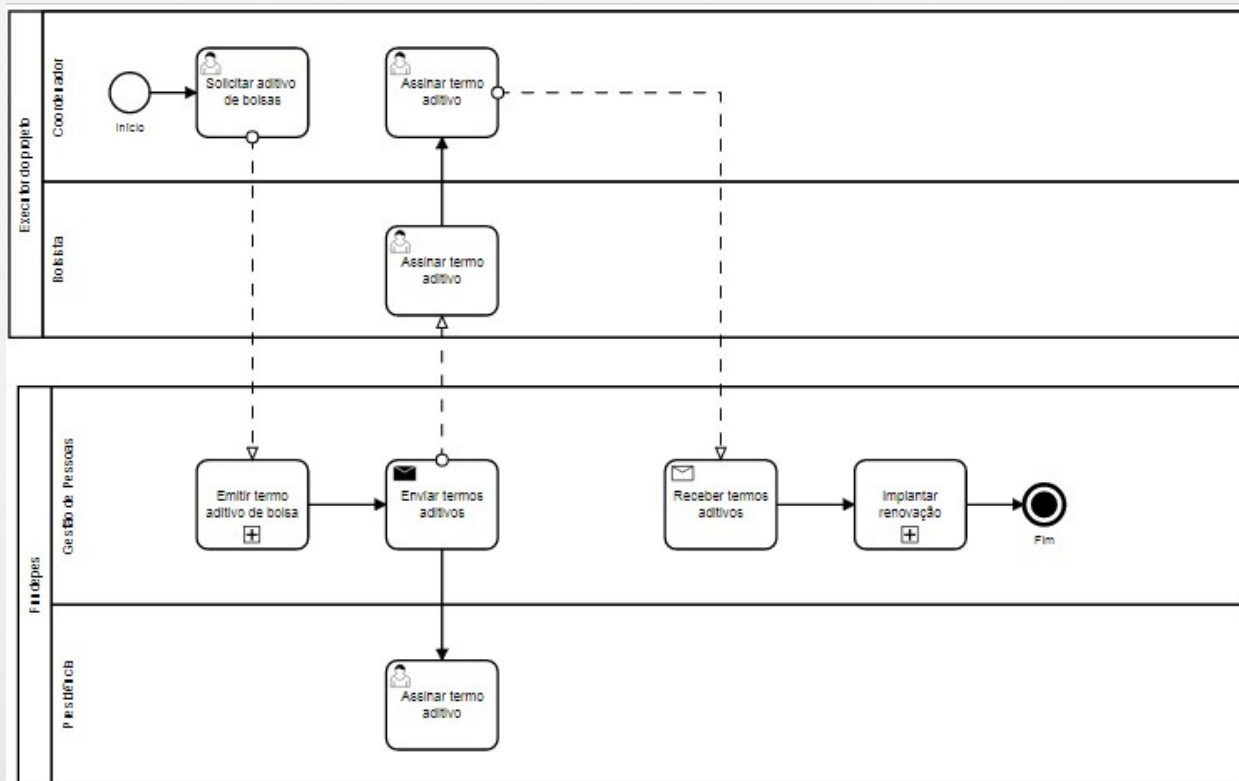 Executor do projeto
Coordenador
Início
Solicitar aditivo
de bolsas
Assinar termo
aditivo
Bolsista
Assinar termo
aditivo
Fundepes
Gestão de Pessoas
Emitir termo
aditivo de bolsa
Enviar termos
aditivos
Receber termos
aditivos
Implantar
renovação
Fim
Presidência
Assinar termo
aditivo